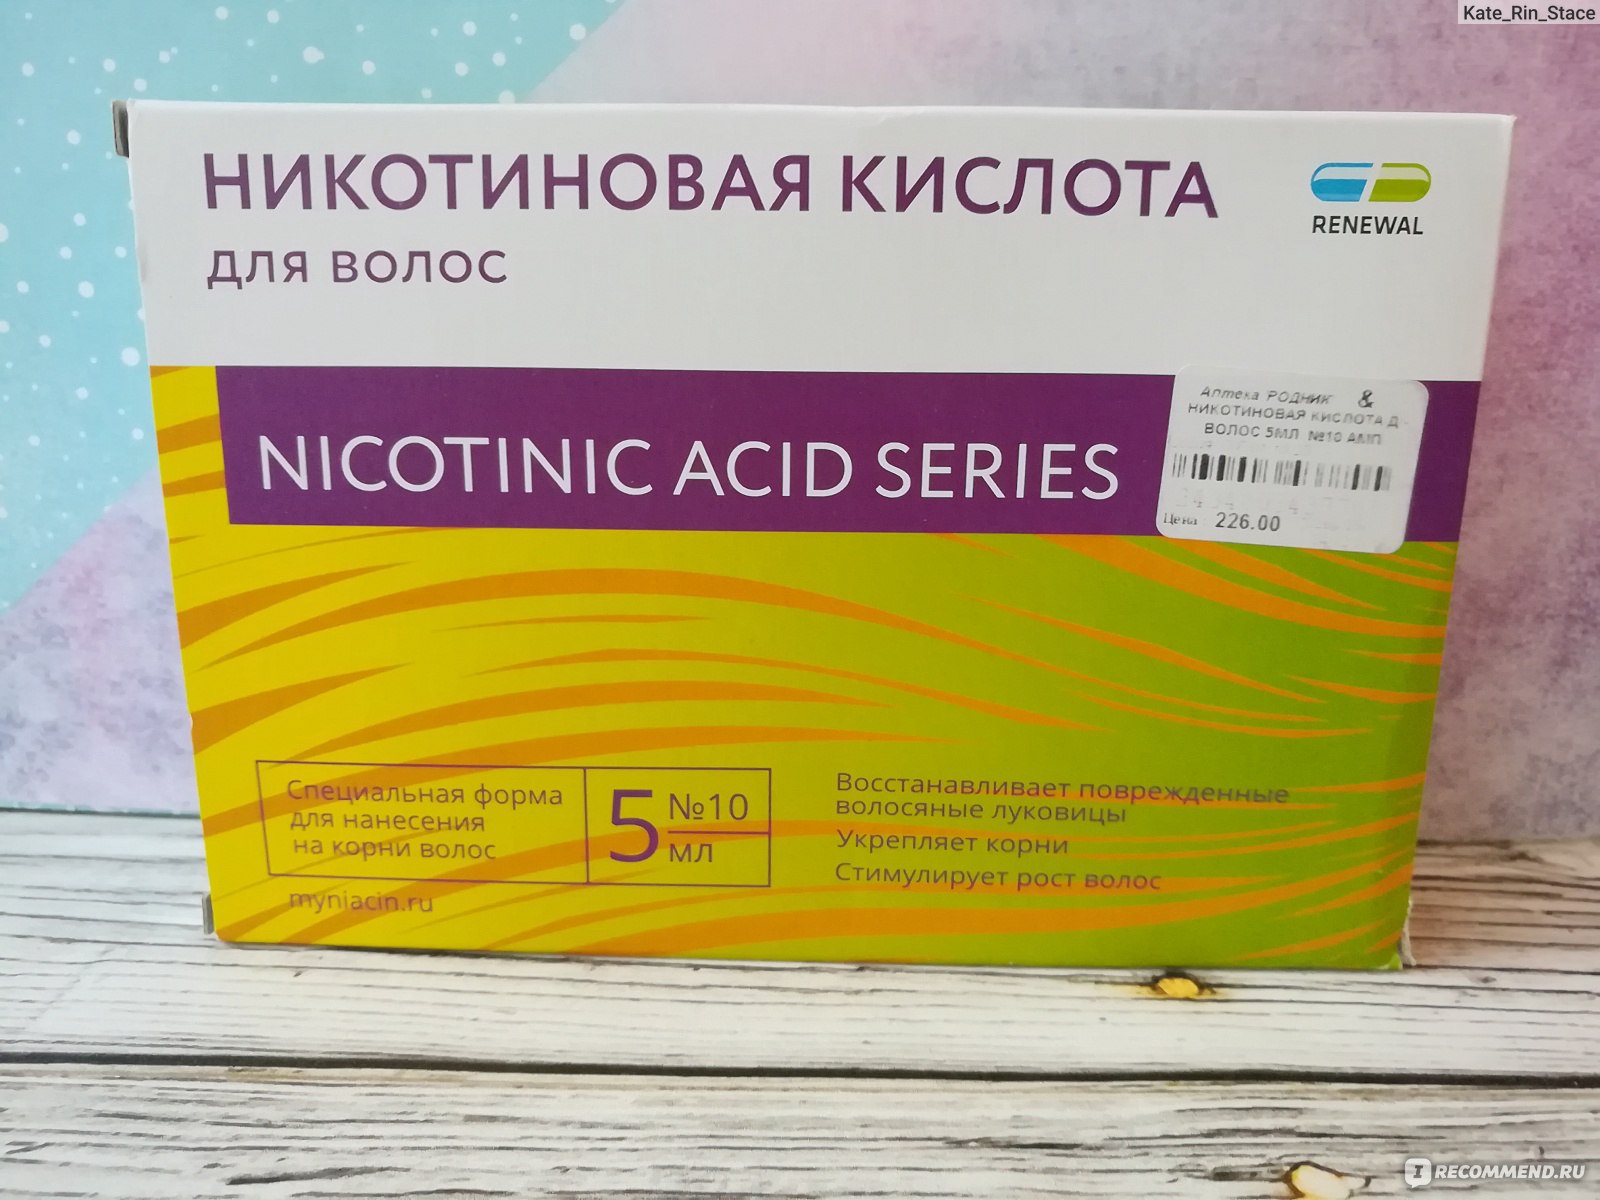 Kate_Rin_Stace
НИКОТИНОВАЯ КИСЛОТА
для волос
RENEWAL
NICOTINIC ACID SERIES
Аптека РОДНИК &
НИКОТИНОВАЯ КИСЛОТА Д
ВОЛОС 5МЛ №10 АМП
Цена 226.00
Специальная форма
для нанесения
на корни волос
5 №10
мл
Восстанавливает поврежденные
волосяные луковицы
Укрепляет корни
Стимулирует рост волос
myniacin.ru
IRECOMMEND.RU